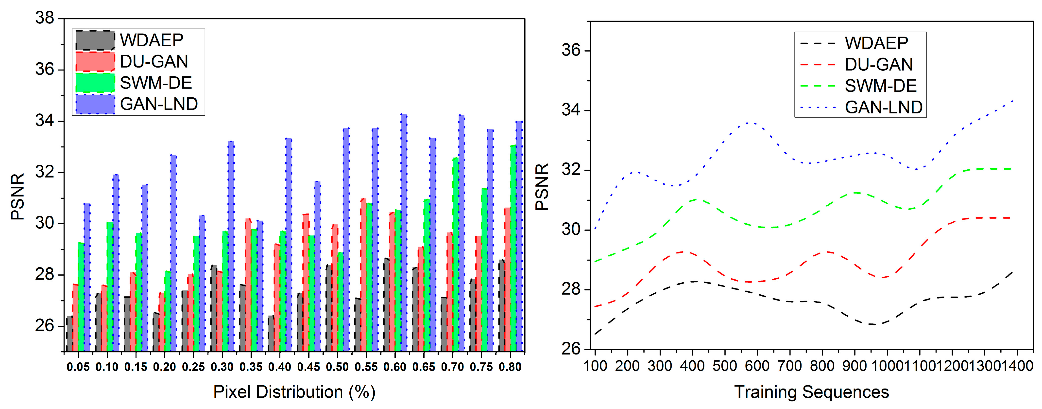 38
36
34
32
30
28
26
PSNR
WDAEP
DU-GAN
SWM-DE
GAN-LND
0.05 0.10 0.15 0.20 0.25 0.30 0.35 0.40 0.45 0.50 0.55 0.60 0.65 0.70 0.75 0.80
Pixel Distribution (%)
36
34
32
30
28
26
PSNR
WDAEP
DU-GAN
SWM-DE
GAN-LND
100 200 300 400 500 600 700 800 900 1000 1100 1200 1300 1400
Training Sequences